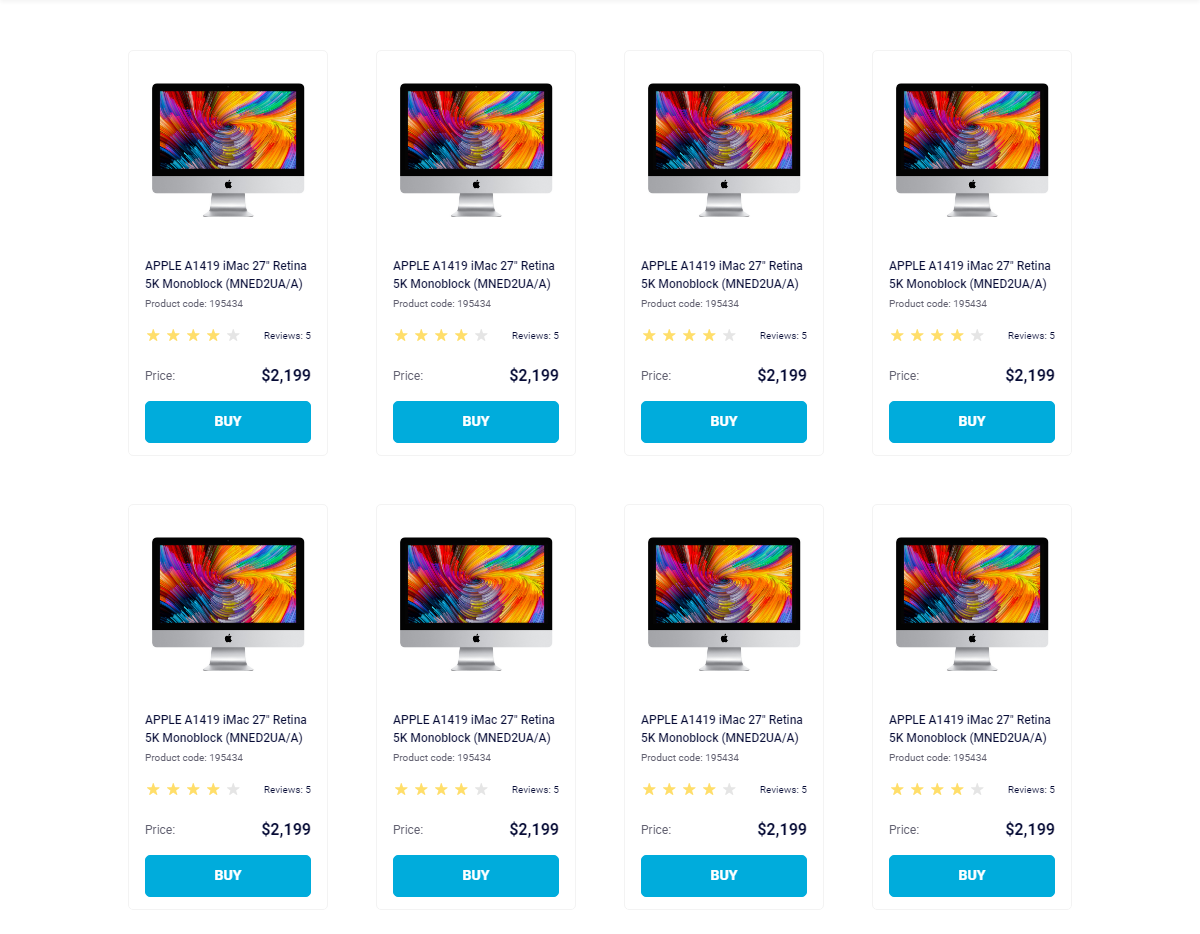 APPLE A1419 iMac 27" Retina
5K Monoblock (MNED2UA/A)
Product code: 195434
Reviews: 5
Price: $2,199
BUY
APPLE A1419 iMac 27" Retina
5K Monoblock (MNED2UA/A)
Product code: 195434
Reviews: 5
Price: $2,199
BUY
APPLE A1419 iMac 27" Retina
5K Monoblock (MNED2UA/A)
Product code: 195434
Reviews: 5
Price: $2,199
BUY
APPLE A1419 iMac 27" Retina
5K Monoblock (MNED2UA/A)
Product code: 195434
Reviews: 5
Price: $2,199
BUY
APPLE A1419 iMac 27" Retina
5K Monoblock (MNED2UA/A)
Product code: 195434
Reviews: 5
Price: $2,199
BUY
APPLE A1419 iMac 27" Retina
5K Monoblock (MNED2UA/A)
Product code: 195434
Reviews: 5
Price: $2,199
BUY
APPLE A1419 iMac 27" Retina
5K Monoblock (MNED2UA/A)
Product code: 195434
Reviews: 5
Price: $2,199
BUY
APPLE A1419 iMac 27" Retina
5K Monoblock (MNED2UA/A)
Product code: 195434
Reviews: 5
Price: $2,199
BUY